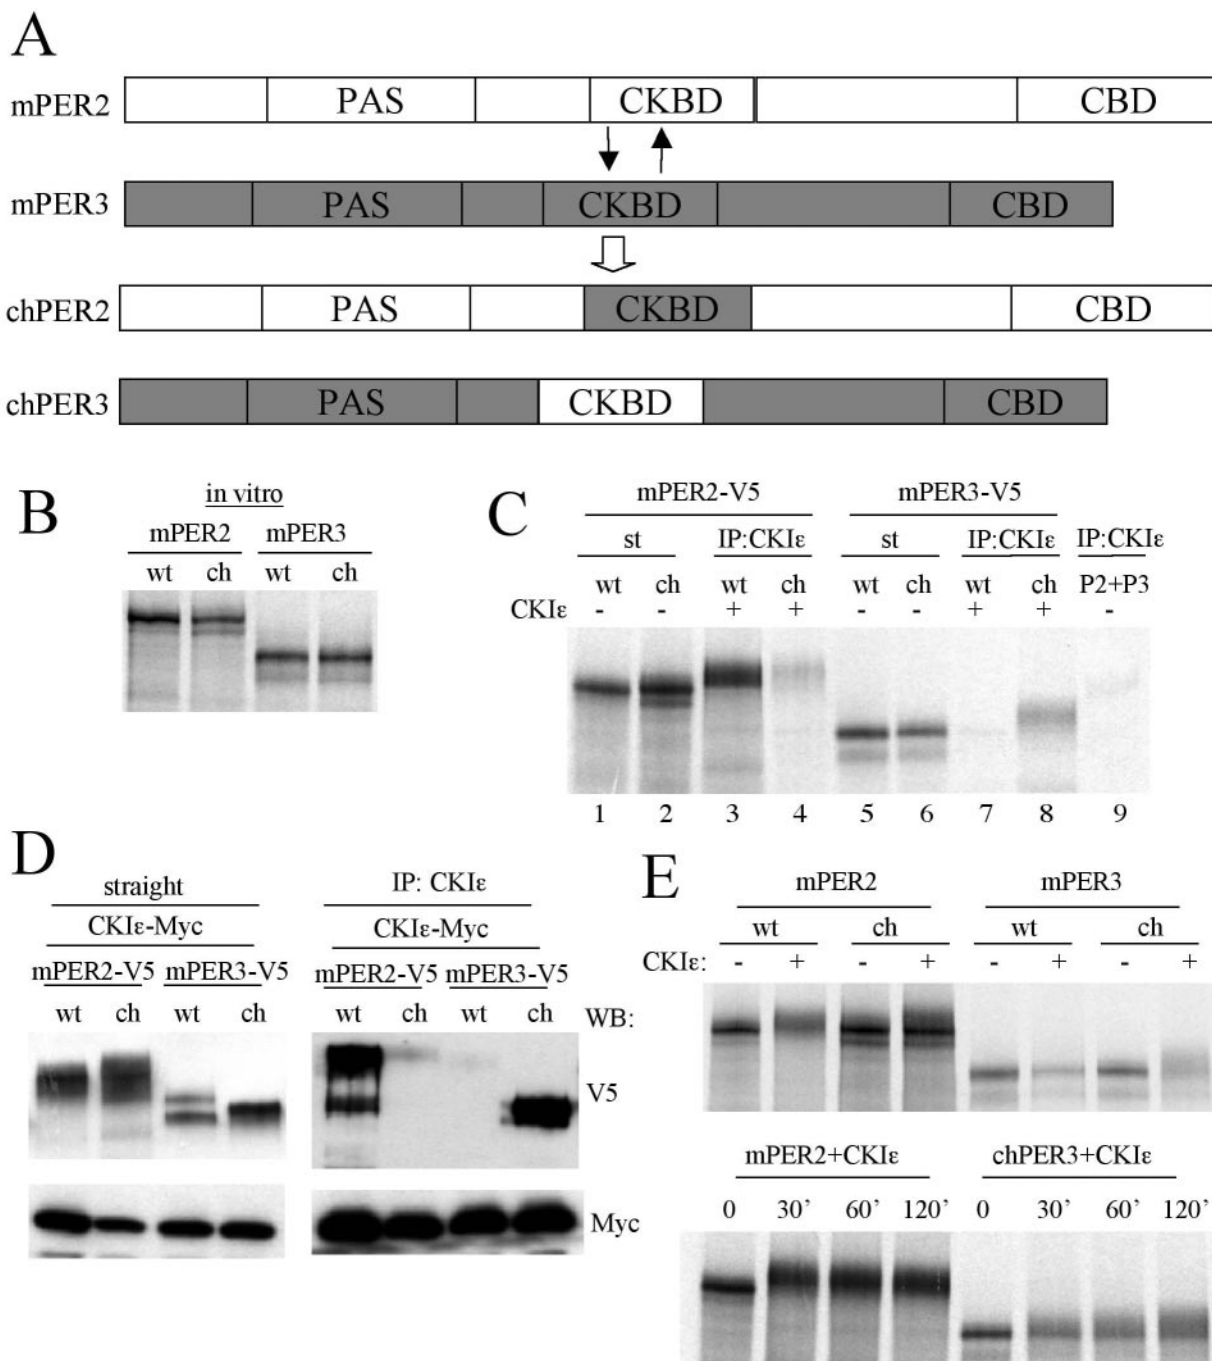 A
mPER2 PAS CKBD CBD
mPER3 PAS CKBD CBD
chPER2 PAS CKBD CBD
chPER3 PAS CKBD CBD
B
in vitro
mPER2 mPER3
wt ch wt ch
C
mPER2-V5 mPER3-V5
st IP:CKIε st IP:CKIε IP:CKIε
wt ch wt ch wt ch wt ch P2+P3
CKIε - - + + - - + + -
1 2 3 4 5 6 7 8 9
D
straight IP: CKIε
CKIε-Myc CKIε-Myc
mPER2-V5 mPER3-V5 mPER2-V5 mPER3-V5
wt ch wt ch wt ch wt ch WB:
V5
Myc
E
mPER2 mPER3
wt ch wt ch
CKIε: - + - + - + - +
mPER2+CKIε chPER3+CKIε
0 30’ 60’ 120’ 0 30’ 60’ 120’